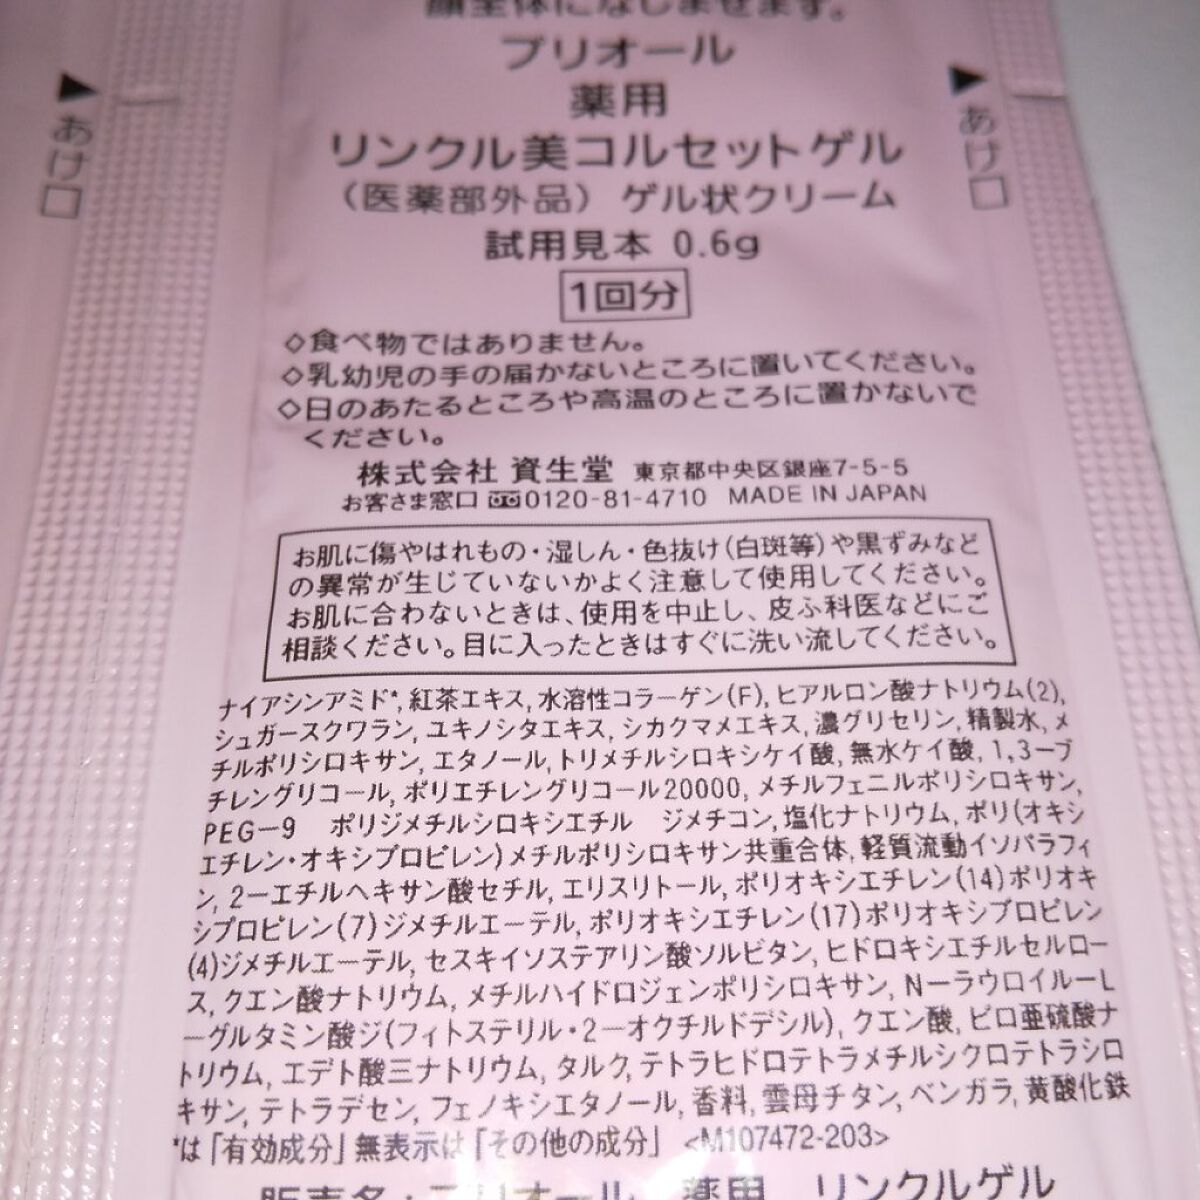 顔全体になじませます。
プリオール
薬用
リンクル美コルセットゲル
（医薬部外品） ゲル状クリーム
試用見本 0.6g
1回分
▶あけ口
▶あけ口
◇食べ物ではありません。
◇乳幼児の手の届かないところに置いてください。
◇日のあたるところや高温のところに置かないで
ください。
株式会社 資生堂 東京都中央区銀座7-5-5
お客さま窓口 0120-81-4710 MADE IN JAPAN
お肌に傷やはれもの・湿しん・色抜け(白斑等)や黒ずみなど
の異常が生じていないかよく注意して使用してください。
お肌に合わないときは、使用を中止し、皮ふ科医などにご
相談ください。目に入ったときはすぐに洗い流してください。
ナイアシンアミド*, 紅茶エキス, 水溶性コラーゲン(F), ヒアルロン酸ナトリウム(2),
シュガースクワラン, ユキノシタエキス, シカクマメエキス, 濃グリセリン, 精製水, メ
チルポリシロキサン, エタノール, トリメチルシロキシケイ酸, 無水ケイ酸, 1,3ーブ
チレングリコール, ポリエチレングリコール20000, メチルフェニルポリシロキサン,
PEGー9 ポリジメチルシロキシエチル ジメチコン, 塩化ナトリウム, ポリ(オキシ
エチレン・オキシプロピレン)メチルポリシロキサン共重合体, 軽質流動イソパラフィ
ン, 2ーエチルヘキサン酸セチル, エリスリトール, ポリオキシエチレン(14)ポリオキ
シプロピレン(7)ジメチルエーテル, ポリオキシエチレン(17)ポリオキシプロピレン
(4)ジメチルエーテル, セスキイソステアリン酸ソルビタン, ヒドロキシエチルセルロー
ス, クエン酸ナトリウム, メチルハイドロジェンポリシロキサン, NーラウロイルーL
ーグルタミン酸ジ(フィトステリル・2ーオクチルドデシル), クエン酸, ピロ亜硫酸ナ
トリウム, エデト酸三ナトリウム, タルク, テトラヒドロテトラメチルシクロテトラシロ
キサン, テトラデセン, フェノキシエタノール, 香料, 雲母チタン, ベンガラ, 黄酸化鉄
*は「有効成分」無表示は「その他の成分」 <M107472-203>
販売名・プリオール 薬用 リンクルゲル